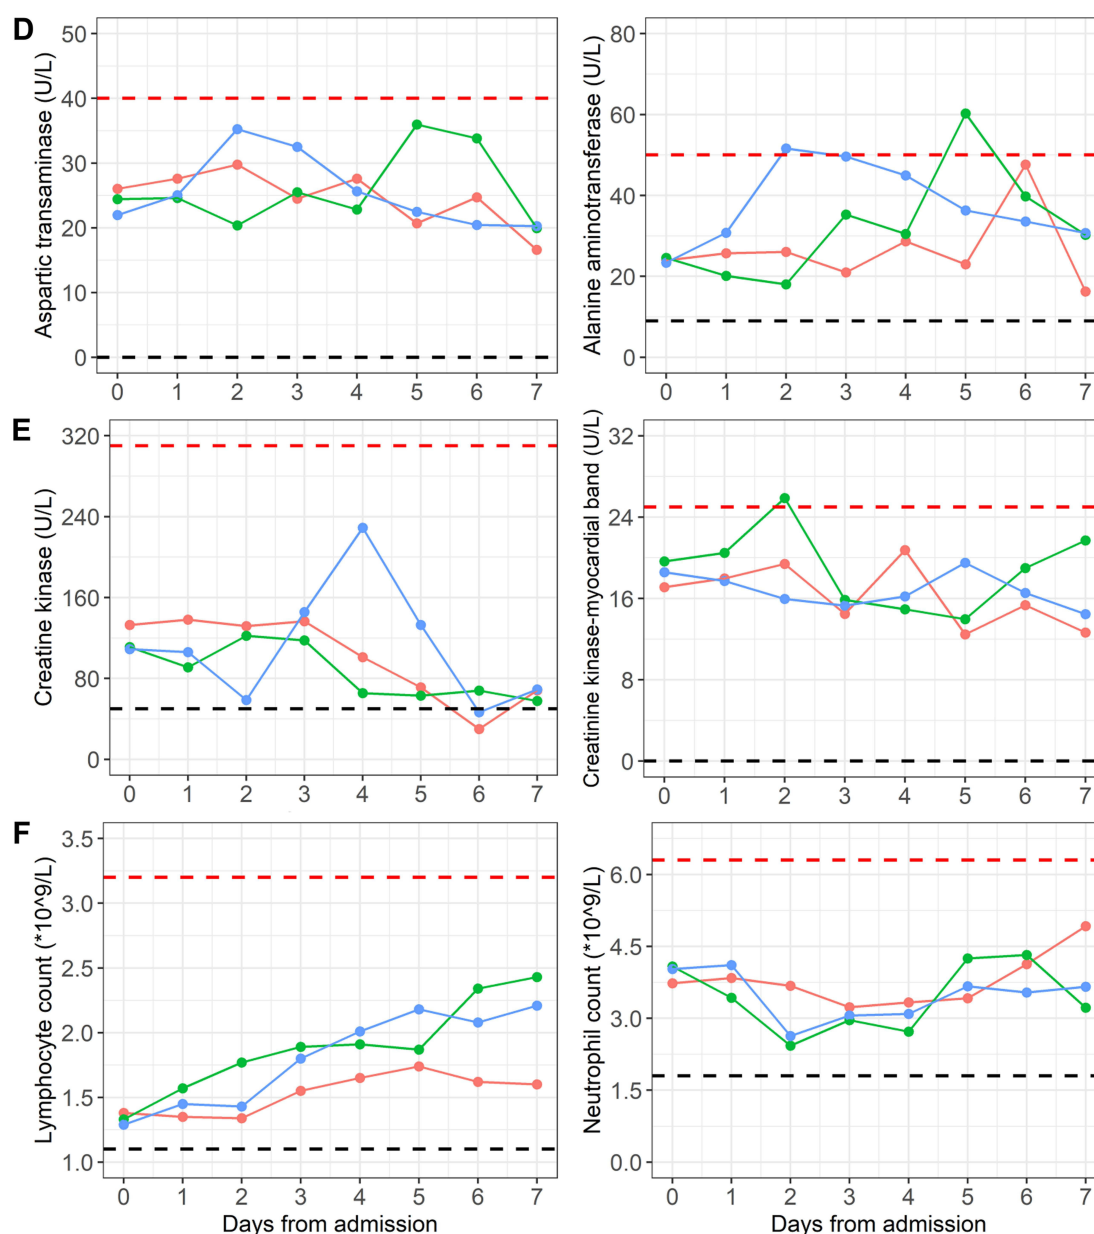 D
Aspartic transaminase (U/L)
50
40
30
20
10
0
0 1 2 3 4 5 6 7
Alanine aminotransferase (U/L)
80
60
40
20
0
0 1 2 3 4 5 6 7
E
Creatine kinase (U/L)
320
240
160
80
0
0 1 2 3 4 5 6 7
Creatinine kinase-myocardial band (U/L)
32
24
16
8
0
0 1 2 3 4 5 6 7
F
Lymphocyte count (*10^9/L)
3.5
3.0
2.5
2.0
1.5
1.0
0 1 2 3 4 5 6 7
Days from admission
Neutrophil count (*10^9/L)
6.0
4.5
3.0
1.5
0.0
0 1 2 3 4 5 6 7
Days from admission